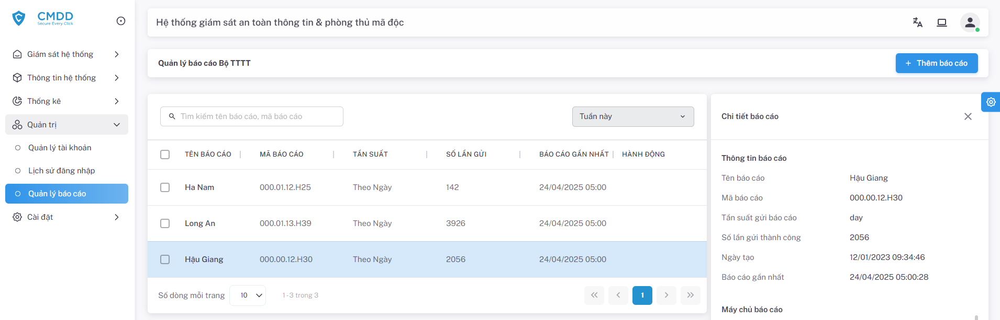 CMDD
Secure Every Click
Giám sát hệ thống
Thông tin hệ thống
Thống kê
Quản trị
Quản lý tài khoản
Lịch sử đăng nhập
Quản lý báo cáo
Cài đặt
Hệ thống giám sát an toàn thông tin & phòng thủ mã độc
Quản lý báo cáo Bộ TTTT
+ Thêm báo cáo
Tìm kiếm tên báo cáo, mã báo cáo
Tuần này
TÊN BÁO CÁO MÃ BÁO CÁO TẦN SUẤT SỐ LẦN GỬI BÁO CÁO GẦN NHẤT HÀNH ĐỘNG
Ha Nam 000.01.12.H25 Theo Ngày 142 24/04/2025 05:00
Long An 000.01.13.H39 Theo Ngày 3926 24/04/2025 05:00
Hậu Giang 000.00.12.H30 Theo Ngày 2056 24/04/2025 05:00
Số dòng mỗi trang 10 1-3 trong 3 1
Chi tiết báo cáo
Thông tin báo cáo
Tên báo cáo Hậu Giang
Mã báo cáo 000.00.12.H30
Tần suất gửi báo cáo day
Số lần gửi thành công 2056
Ngày tạo 12/01/2023 09:34:46
Báo cáo gần nhất 24/04/2025 05:00:28
Máy chủ báo cáo